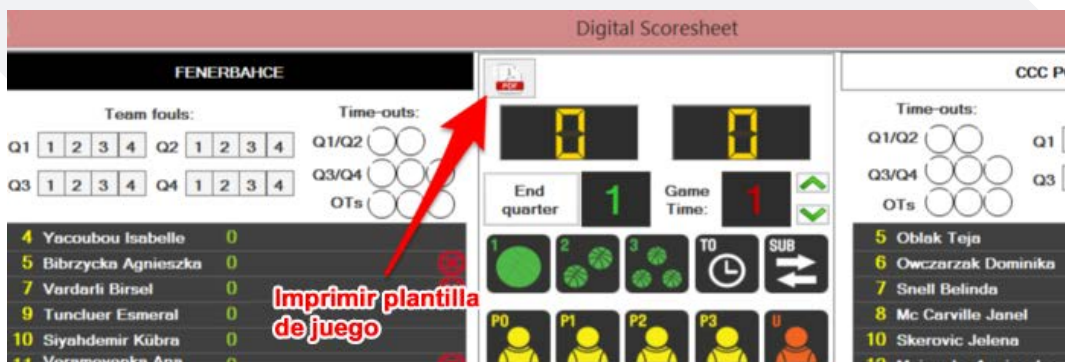 Digital Scoresheet
FENERBAHCE
Team fouls:
Time-outs:
Q1 1 2 3 4 Q2 1 2 3 4
Q1/Q2
Q3 1 2 3 4 Q4 1 2 3 4
Q3/Q4
OTs
4 Yacoubou Isabelle 0
5 Bibrzycka Agnieszka 0
7 Vardarli Birsel
9 Tuncluer Esmeral 0
10 Siyahdemir Kübra 0
Imprimir plantilla
de juego
PDF
0 0
End
quarter
1
Game
Time:
1
1 2 3 TO SUB
P0 P1 P2 P3 U
CCC
Time-outs:
Q1/Q2
Q1
Q3/Q4
Q3
OTs
5 Oblak Teja
6 Owczarzak Dominika
7 Snell Belinda
8 Mc Carville Janel
10 Skerovic Jelena